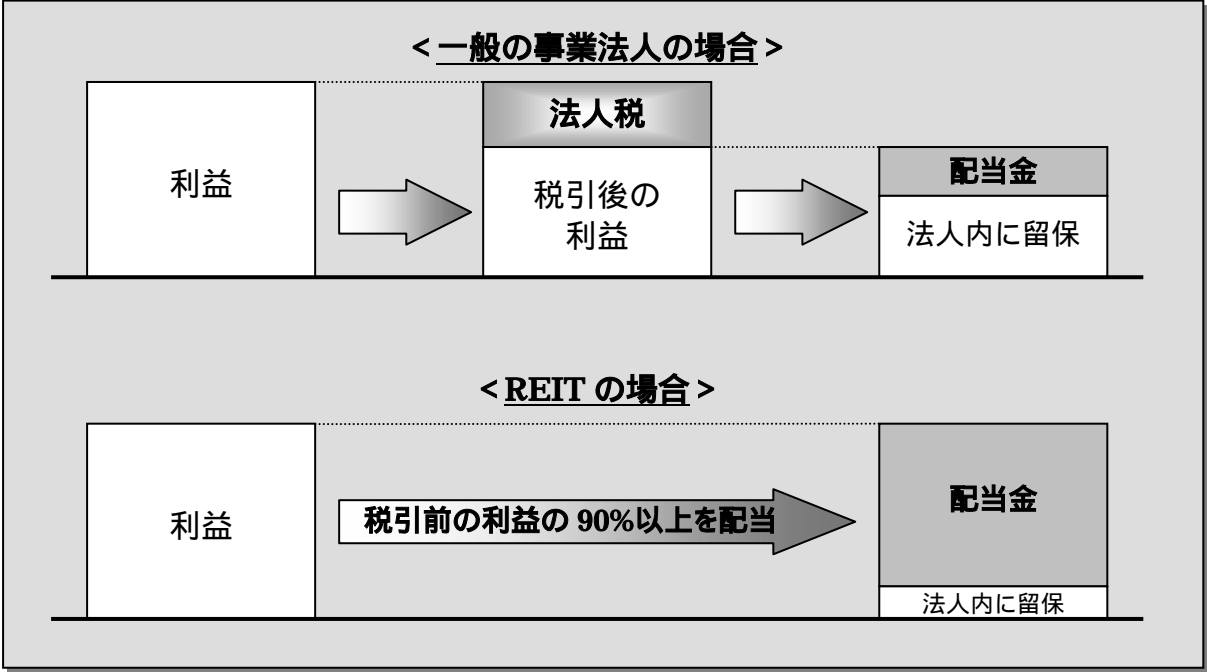 <一般の事業法人の場合>
利益
法人税
税引後の
利益
配当金
法人内に留保
<REIT の場合>
利益
税引前の利益の 90%以上を配当
配当金
法人内に留保